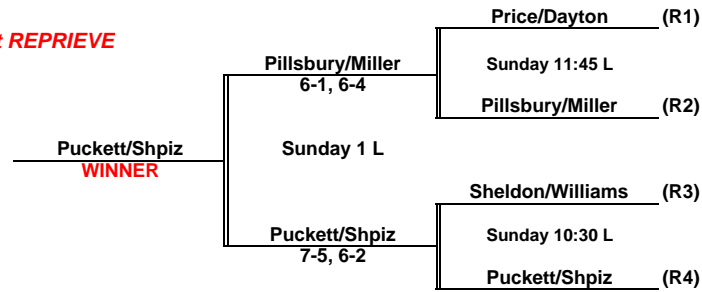 Price/Dayton (R1)
REPRIEVE
Pillsbury/Miller
6-1, 6-4
Sunday 11:45 L
Pillsbury/Miller (R2)
Puckett/Shpiz
WINNER
Sunday 1 L
Sheldon/Williams (R3)
Puckett/Shpiz
7-5, 6-2
Sunday 10:30 L
Puckett/Shpiz (R4)